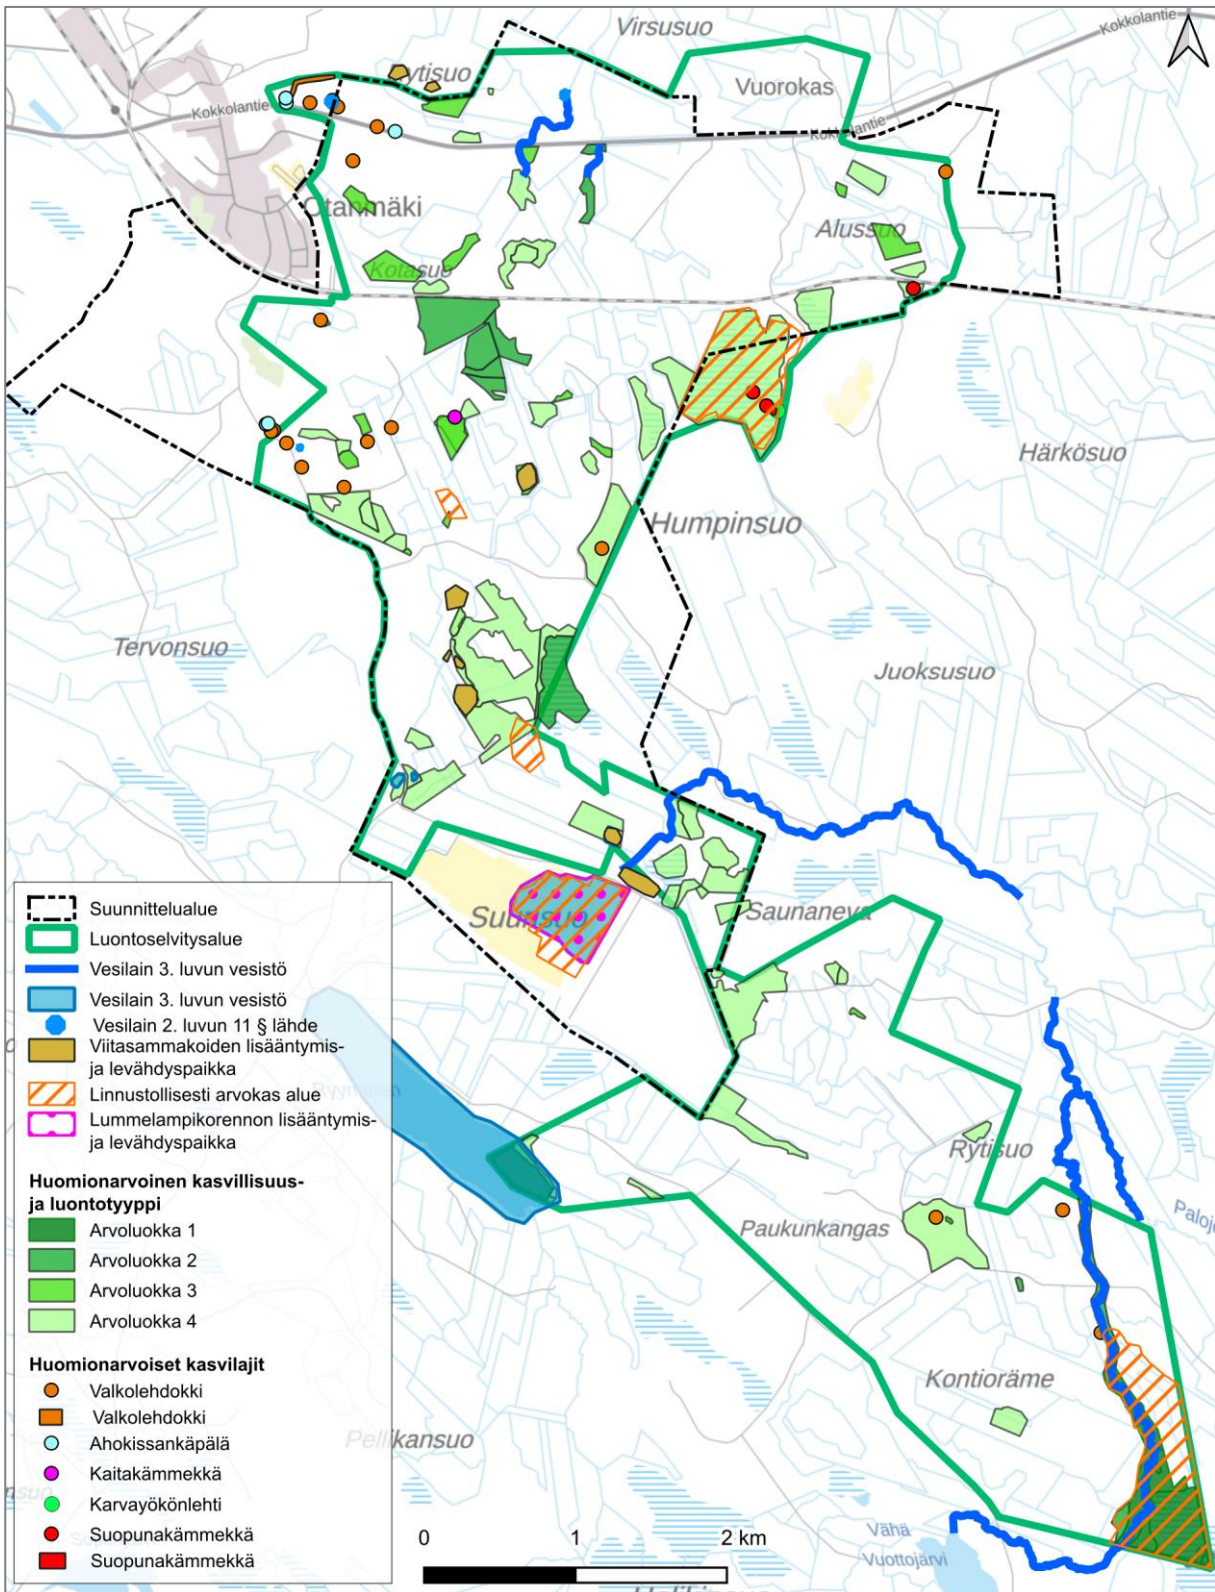 Virsusuo
Kokkolantie
Rytisuo
Vuorokas
Kokkolantie
Kokkolantie
Otanmäki
Alussuo
Kotasuo
Härkösuo
Humpinsuo
Tervonsuo
Juoksusuo
Suunsuo
Saunaneva
Rytisuo
Paukunkangas
Kontioräme
Pellikansuo
Vähä
Vuottojärvi
Suunnittelualue
Luontoselvitysalue
Vesilain 3. luvun vesistö
Vesilain 3. luvun vesistö
Vesilain 2. luvun 11 § lähde
Viitasammakoiden lisääntymis-
ja levähdyspaikka
Linnustollisesti arvokas alue
Lummelampikorennon lisääntymis-
ja levähdyspaikka
Huomionarvoinen kasvillisuus-
ja luontotyyppi
Arvoluokka 1
Arvoluokka 2
Arvoluokka 3
Arvoluokka 4
Huomionarvoiset kasvilajit
Valkolehdokki
Valkolehdokki
Ahokissankäpälä
Kaitakämmekkä
Karvayökönlehti
Suopunakämmekkä
Suopunakämmekkä
0 1 2 km